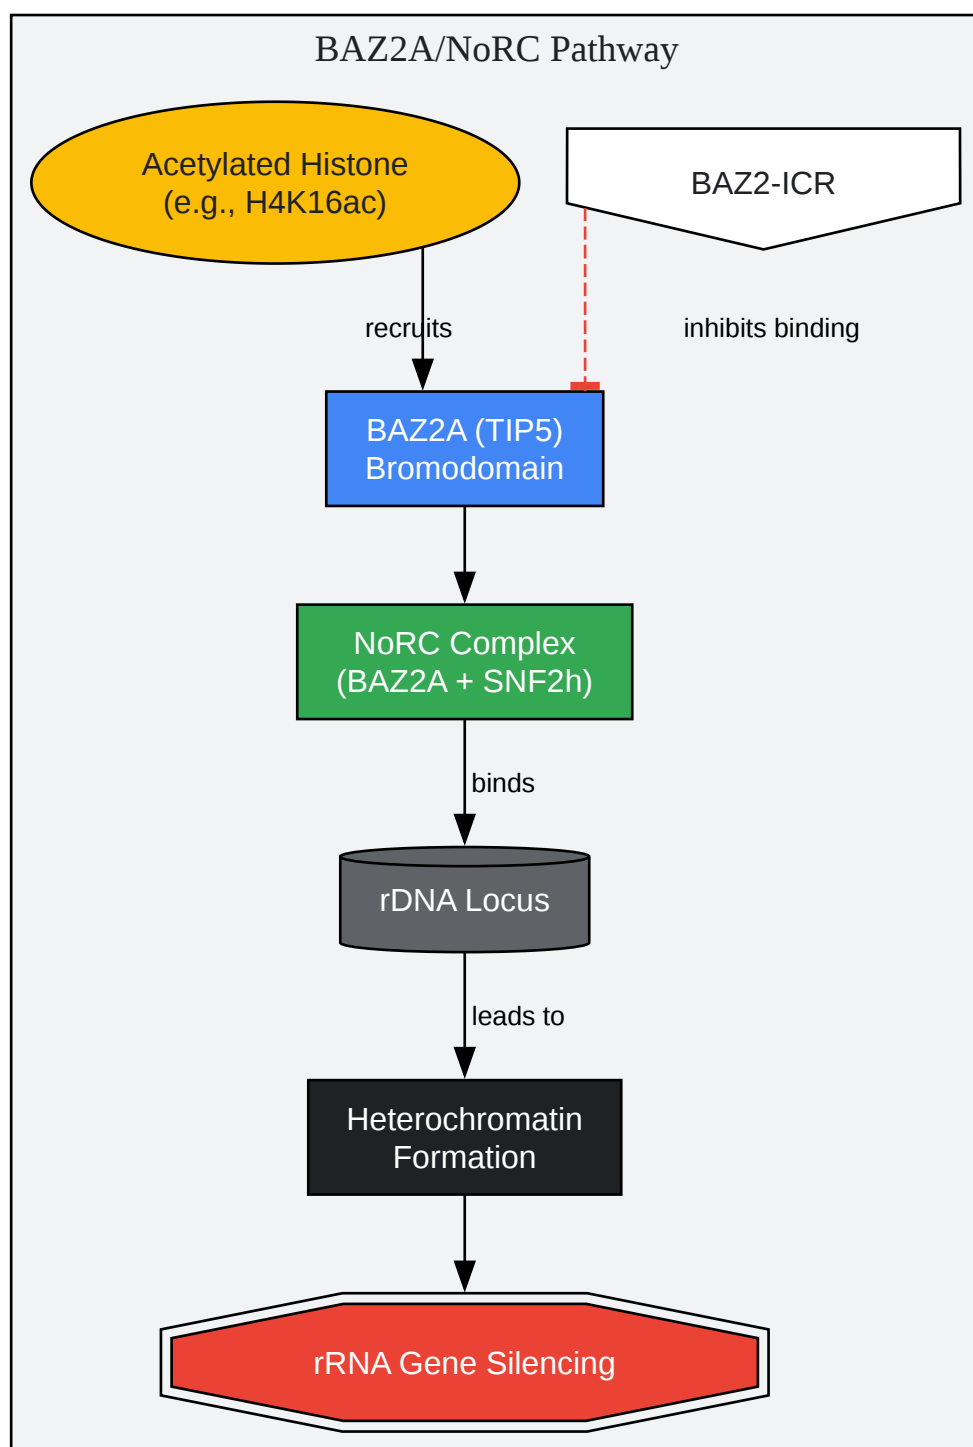 BAZ2A/NoRC Pathway
Acetylated Histone
(e.g., H4K16ac)
BAZ2-ICR
recruits
inhibits binding
BAZ2A (TIP5)
Bromodomain
NoRC Complex
(BAZ2A + SNF2h)
binds
rDNA Locus
leads to
Heterochromatin
Formation
rRNA Gene Silencing